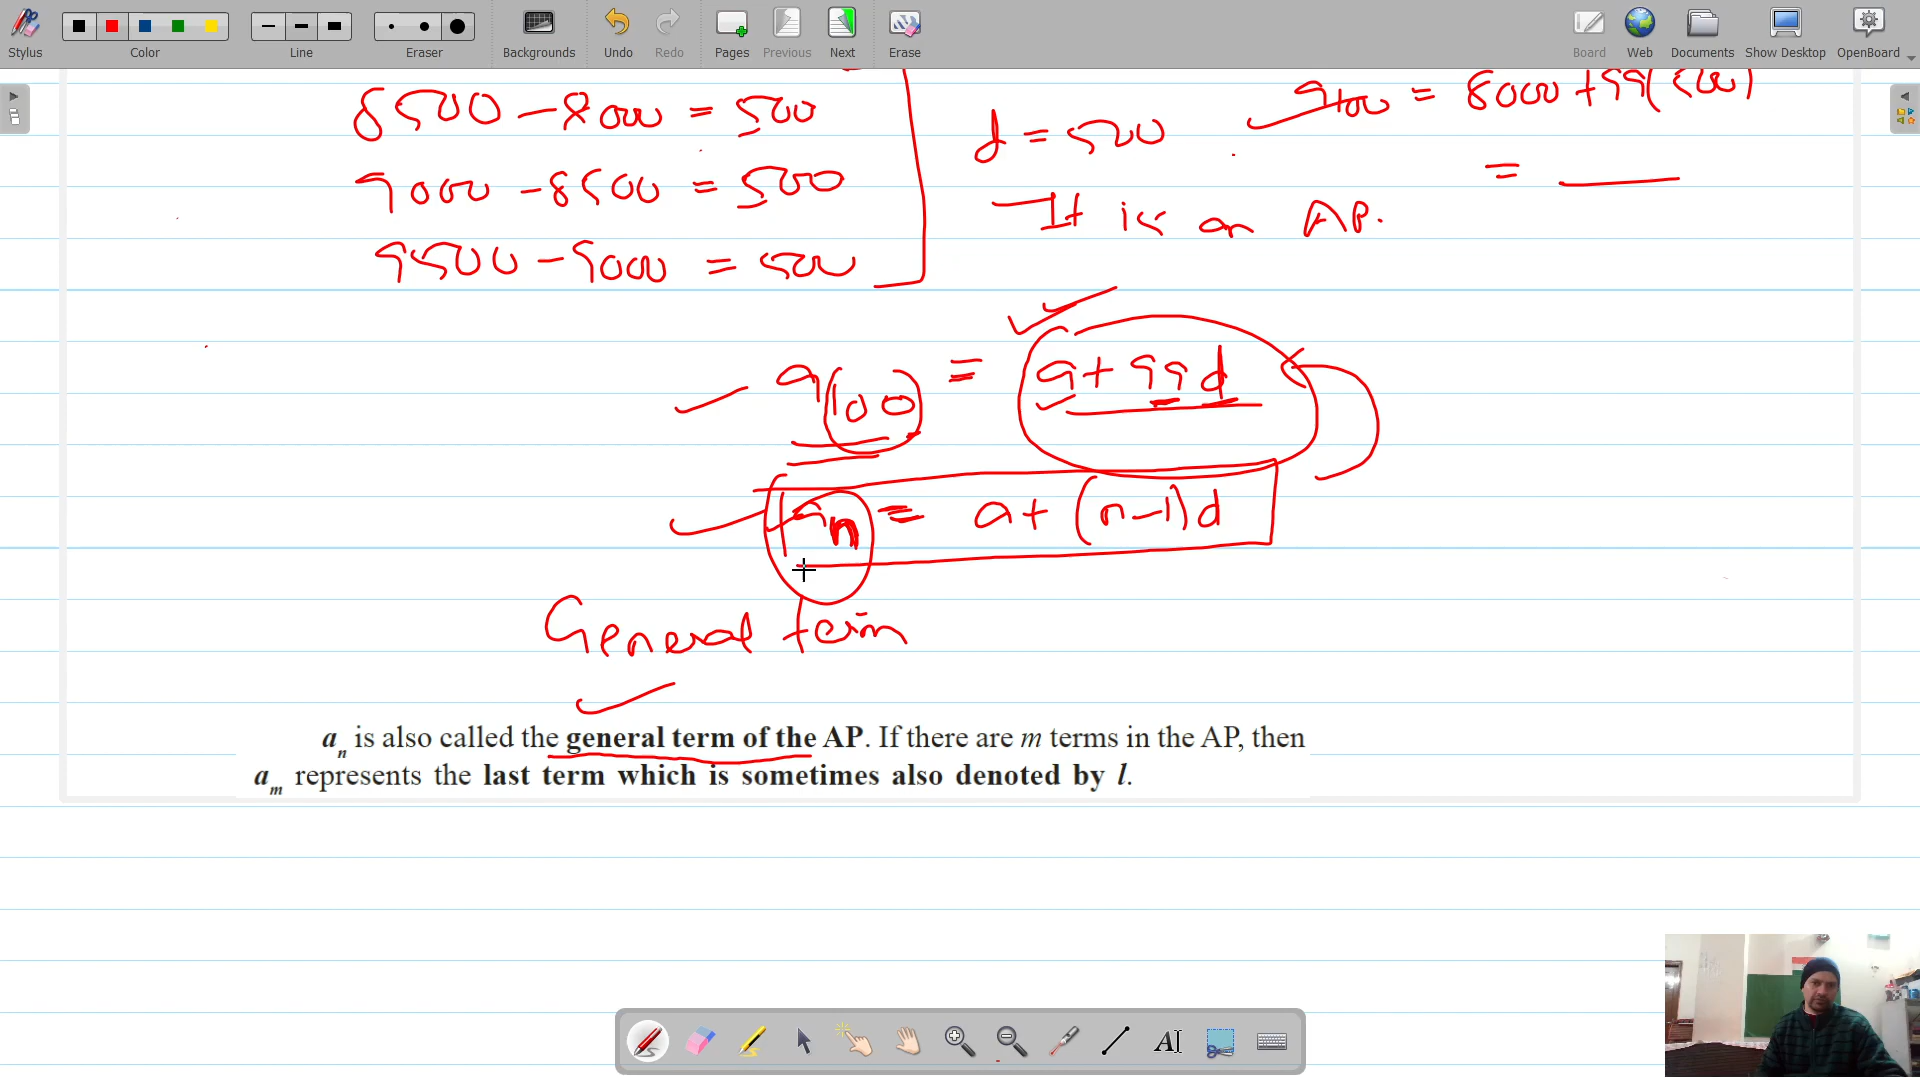 Stylus
Color
Line
Eraser
Backgrounds
Undo
Redo
Pages
Previous
Next
Erase
Board
Web
Documents
Show Desktop
OpenBoard
8500 - 8000 = 500
9000 - 8500 = 500
9500 - 9000 = 500
d = 500
It is an AP.
a100 = 8000 + 99(500)
=
a100 = a + 99d
an = a + (n-1)d
General term
an is also called the general term of the AP. If there are m terms in the AP, then
am represents the last term which is sometimes also denoted by l.
AI